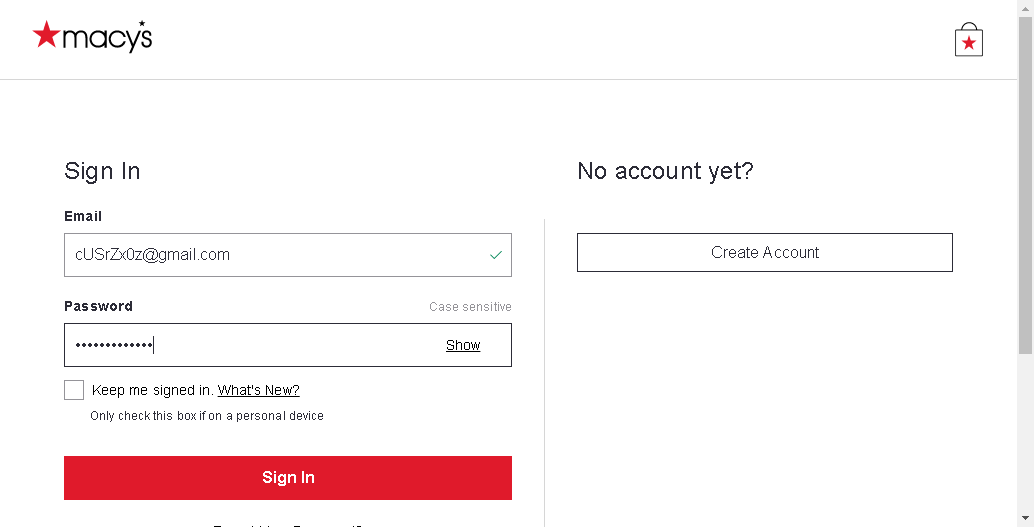 macy's
Sign In
Email
cUSrZx0z@gmail.com
Password
Case sensitive
•••••••••••••
Show
Keep me signed in. What's New?
Only check this box if on a personal device
Sign In
No account yet?
Create Account